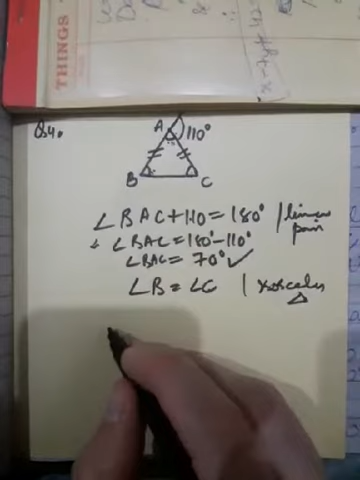 THINGS
Q4.
A 110°
B C
∠BAC+110=180° | linear pair
∴ ∠BAC=180°-110°
∠BAC= 70° ✓
∠B=∠C | isosceles △